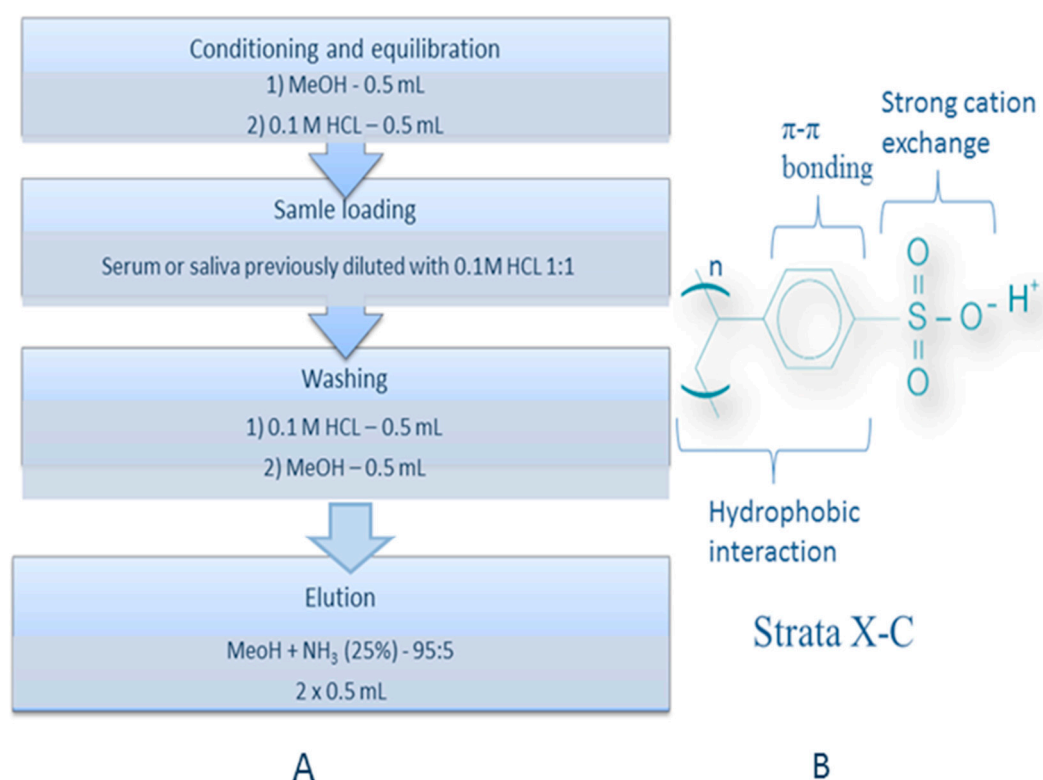 Conditioning and equilibration
1) MeOH - 0.5 mL
2) 0.1 M HCL – 0.5 mL
Samle loading
Serum or saliva previously diluted with 0.1M HCL 1:1
Washing
1) 0.1 M HCL – 0.5 mL
2) MeOH – 0.5 mL
Elution
MeoH + NH₃ (25%) - 95:5
2 x 0.5 mL
A
Strong cation
exchange
π-π
bonding
n
O
S – O⁻ H⁺
O
Hydrophobic
interaction
Strata X-C
B